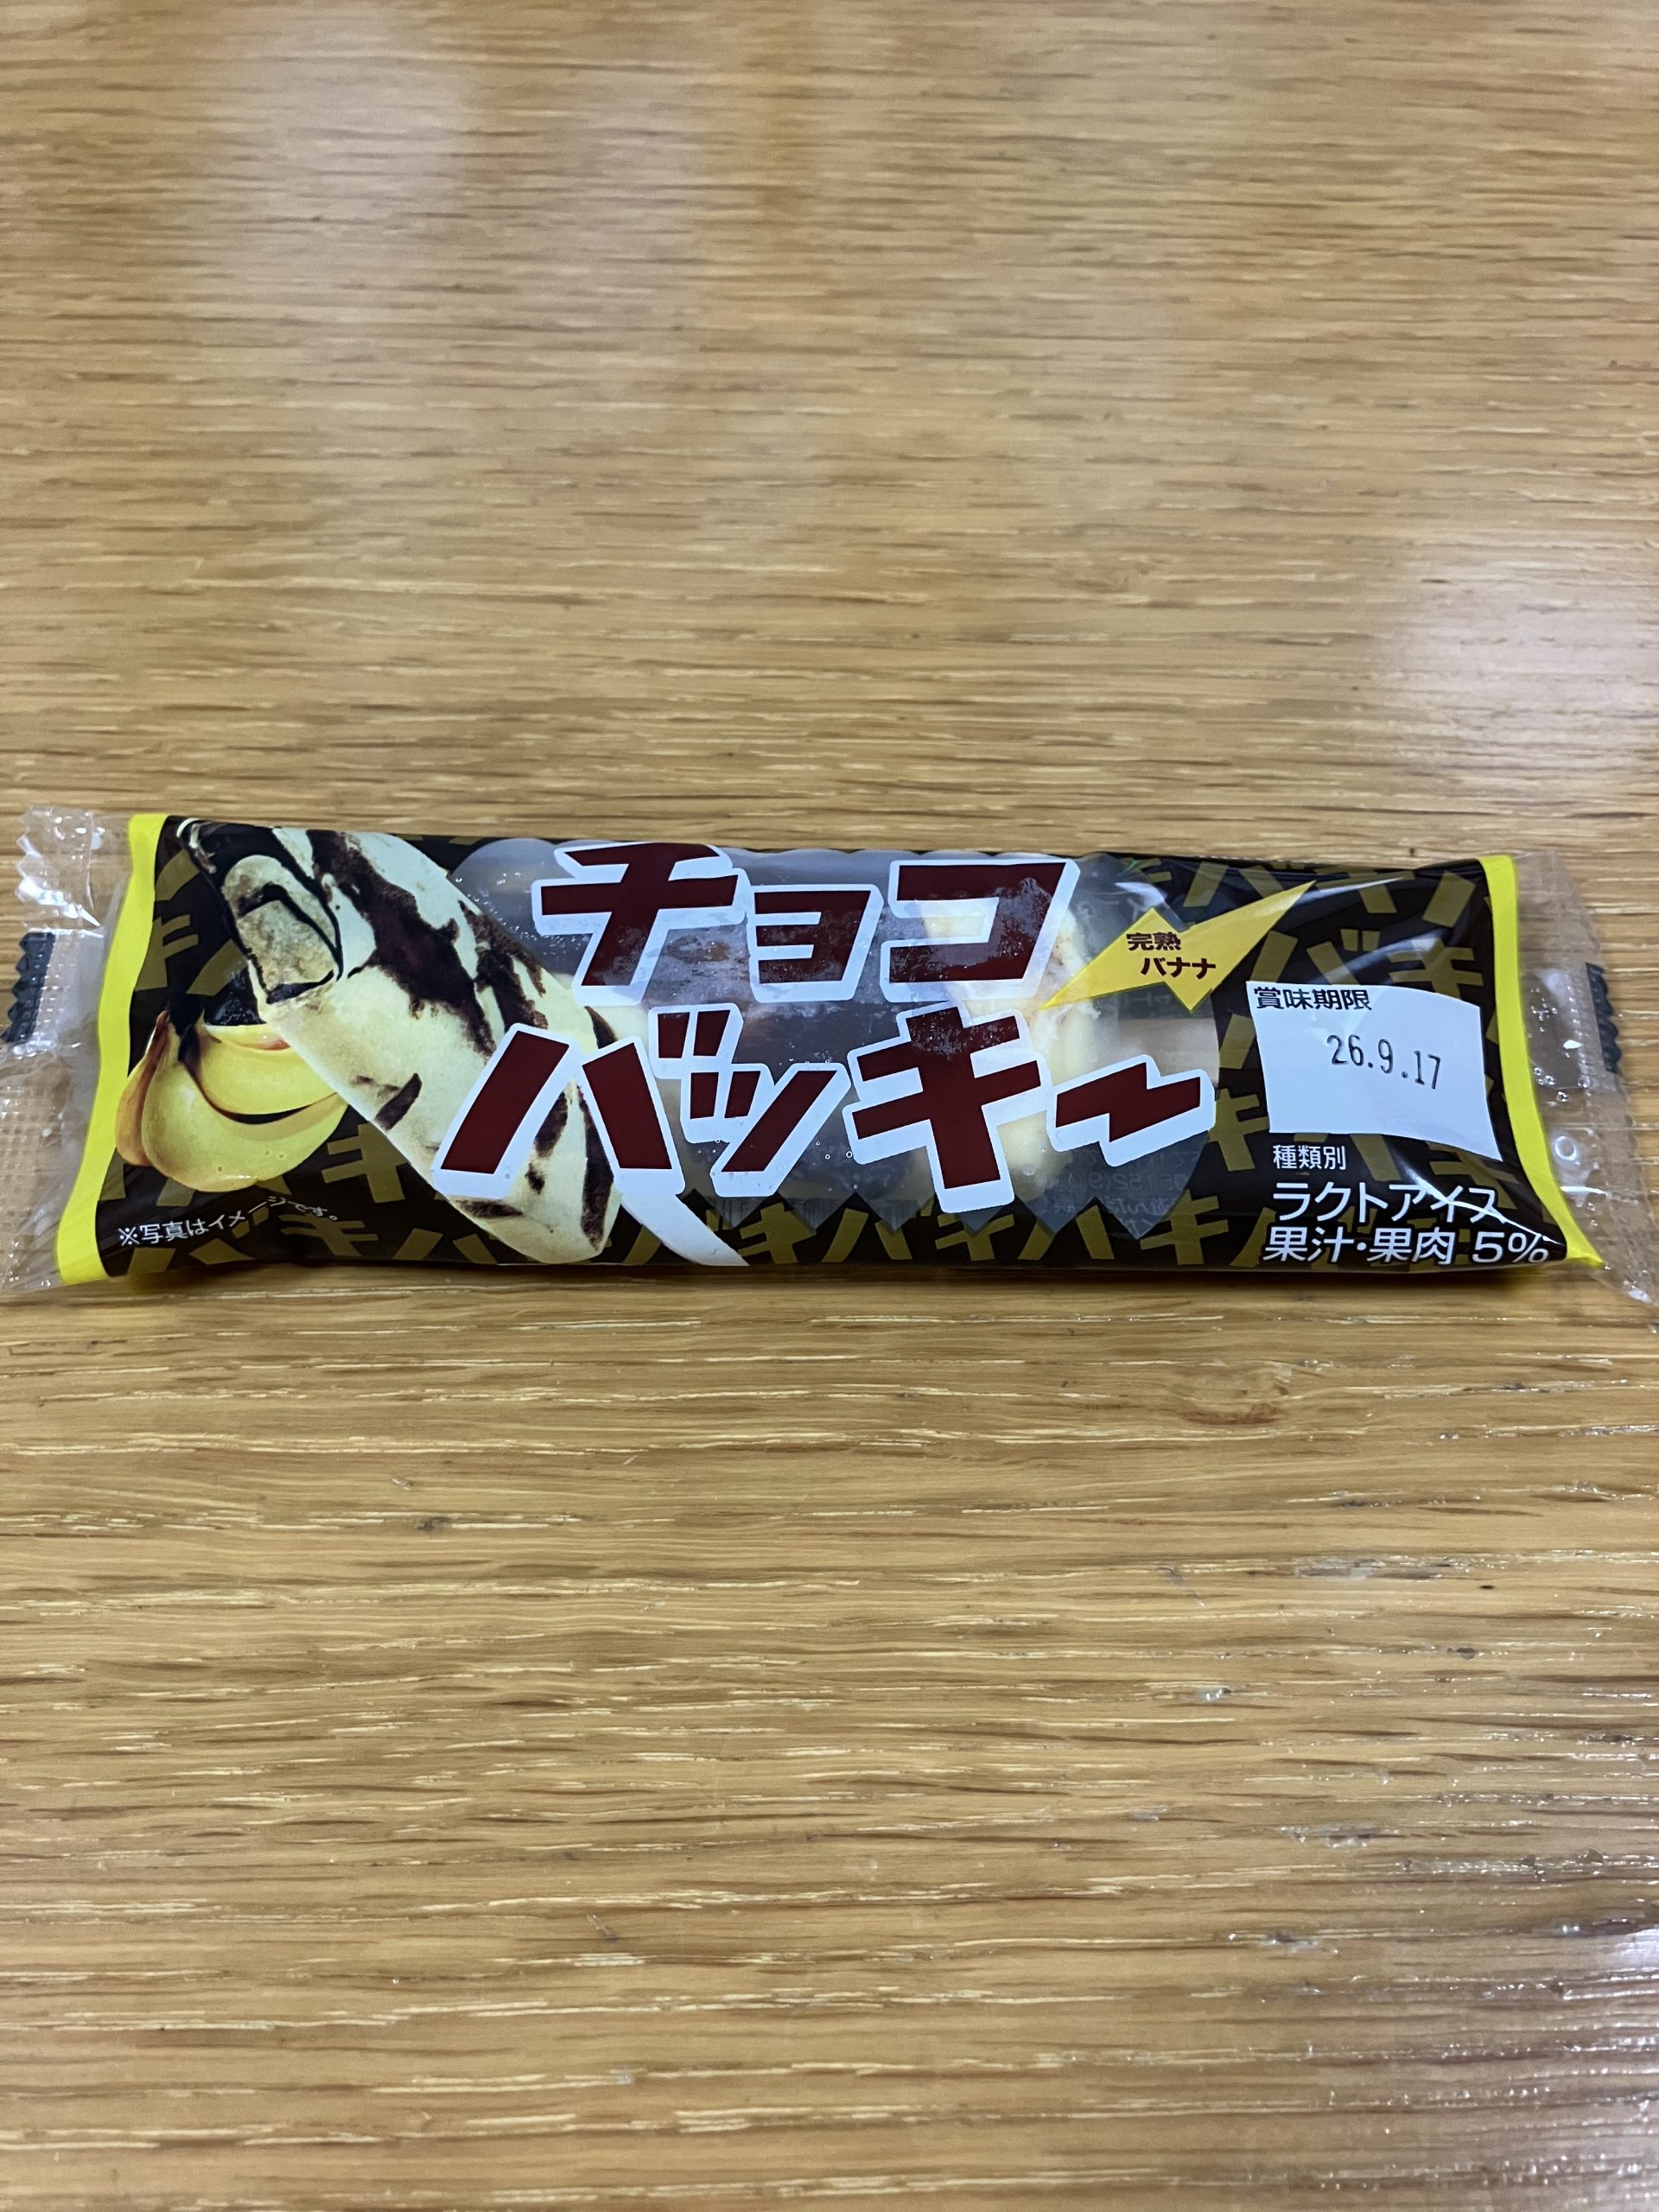 チョコ
バッキー
完熟
バナナ
賞味期限
26.9.17
種類別
ラクトアイス
果汁・果肉 5%
※写真はイメージです。